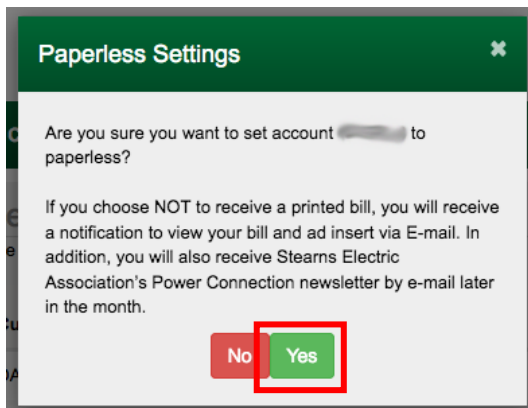 Paperless Settings
Are you sure you want to set account to
paperless?
If you choose NOT to receive a printed bill, you will receive
a notification to view your bill and ad insert via E-mail. In
addition, you will also receive Stearns Electric
Association's Power Connection newsletter by e-mail later
in the month.
No Yes